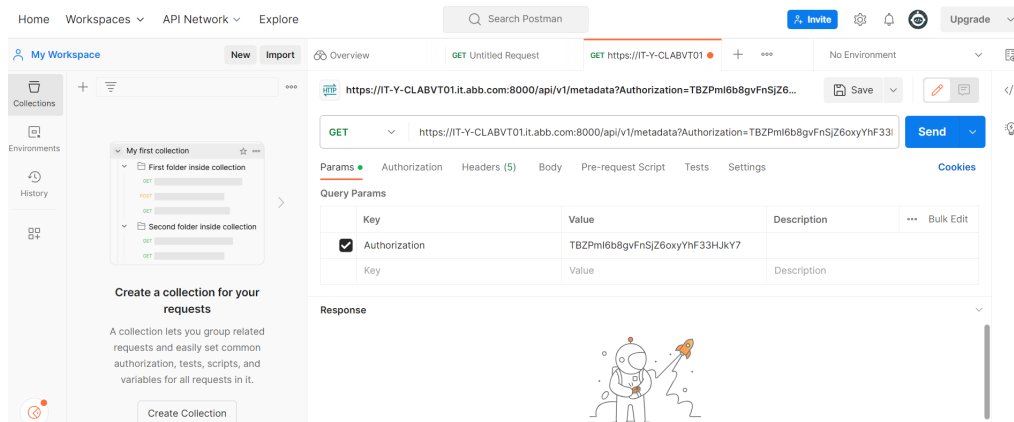 Home Workspaces API Network Explore Search Postman Invite Upgrade
My Workspace New Import Overview GET Untitled Request GET https://IT-Y-CLABVT01 No Environment
Collections
Environments
History
My first collection
First folder inside collection
GET
POST
GET
Second folder inside collection
GET
GET
Create a collection for your
requests
A collection lets you group related
requests and easily set common
authorization, tests, scripts, and
variables for all requests in it.
Create Collection
HTTP https://IT-Y-CLABVT01.it.abb.com:8000/api/v1/metadata?Authorization=TBZPmI6b8gvFnSjZ6... Save
GET https://IT-Y-CLABVT01.it.abb.com:8000/api/v1/metadata?Authorization=TBZPmI6b8gvFnSjZ6oxyYhF33 Send
Params Authorization Headers (5) Body Pre-request Script Tests Settings Cookies
Query Params
Key Value Description Bulk Edit
Authorization TBZPmI6b8gvFnSjZ6oxyYhF33HJkY7
Key Value Description
Response